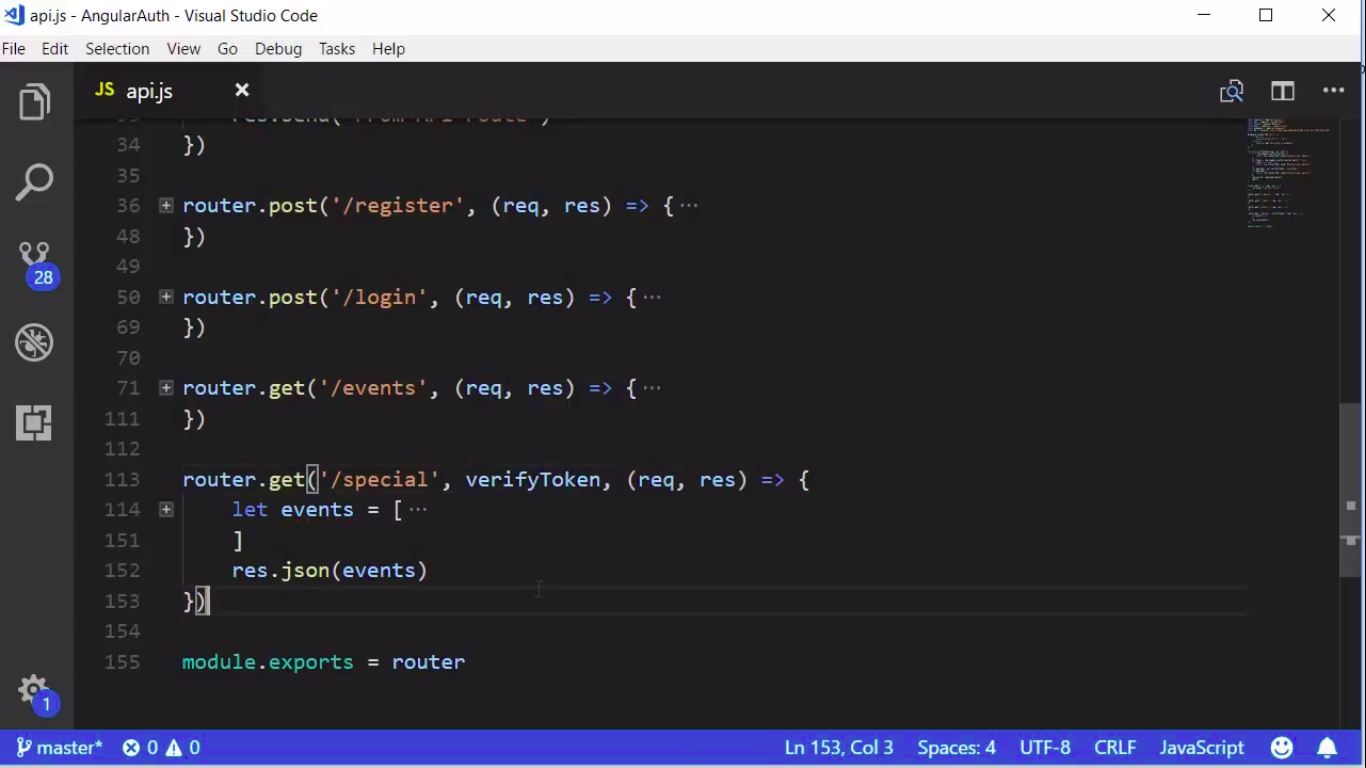 api.js - AngularAuth - Visual Studio Code
File Edit Selection View Go Debug Tasks Help
JS api.js
34 })
35
36 router.post('/register', (req, res) => {···
48 })
49
50 router.post('/login', (req, res) => {···
69 })
70
71 router.get('/events', (req, res) => {···
111 })
112
113 router.get('/special', verifyToken, (req, res) => {
114 let events = [···
151 ]
152 res.json(events)
153 })
154
155 module.exports = router
28
1
master* 0 0 Ln 153, Col 3 Spaces: 4 UTF-8 CRLF JavaScript